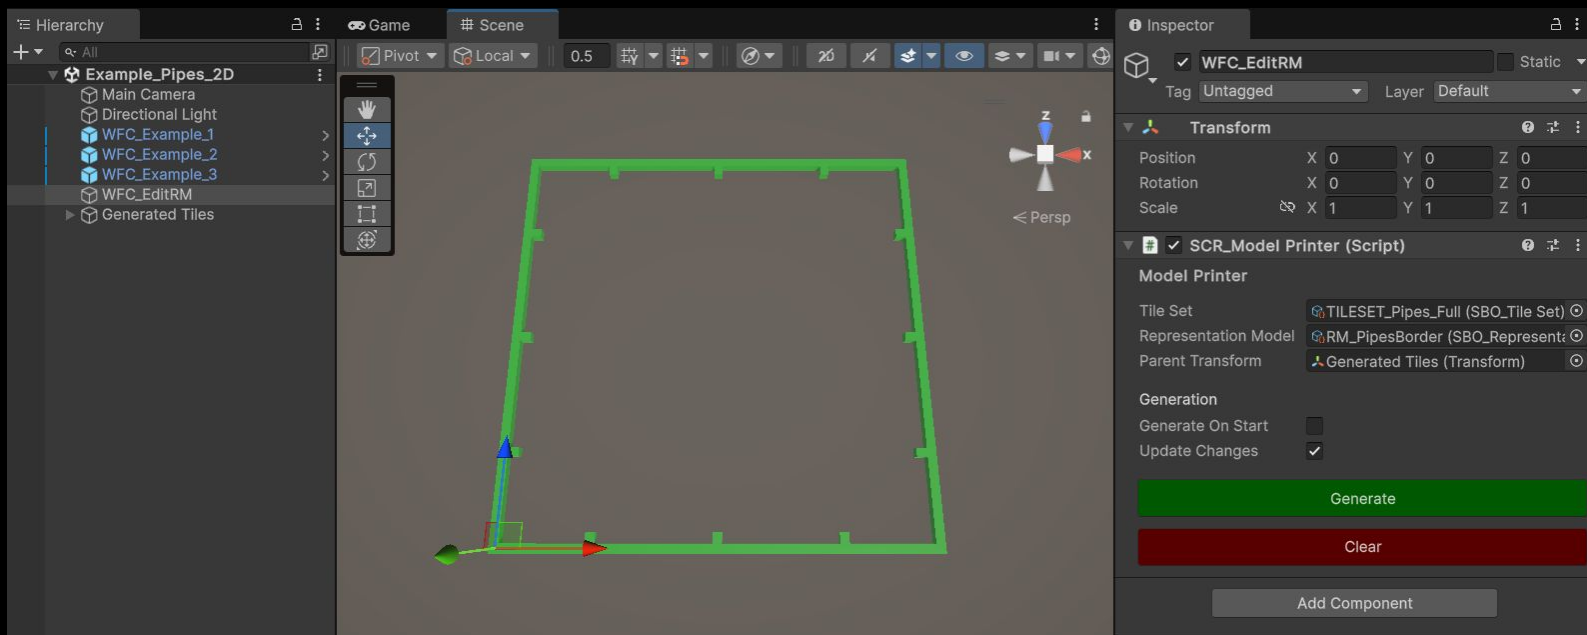 Hierarchy
Game
Scene
Inspector
All
Pivot
Local
0.5
2D
WFC_EditRM
Static
Tag
Untagged
Layer
Default
Example_Pipes_2D
Main Camera
Directional Light
WFC_Example_1
WFC_Example_2
WFC_Example_3
WFC_EditRM
Generated Tiles
z
x
Persp
Transform
Position X 0 Y 0 Z 0
Rotation X 0 Y 0 Z 0
Scale X 1 Y 1 Z 1
# SCR_Model Printer (Script)
Model Printer
Tile Set TILESET_Pipes_Full (SBO_Tile Set)
Representation Model RM_PipesBorder (SBO_Representa
Parent Transform Generated Tiles (Transform)
Generation
Generate On Start
Update Changes
Generate
Clear
Add Component